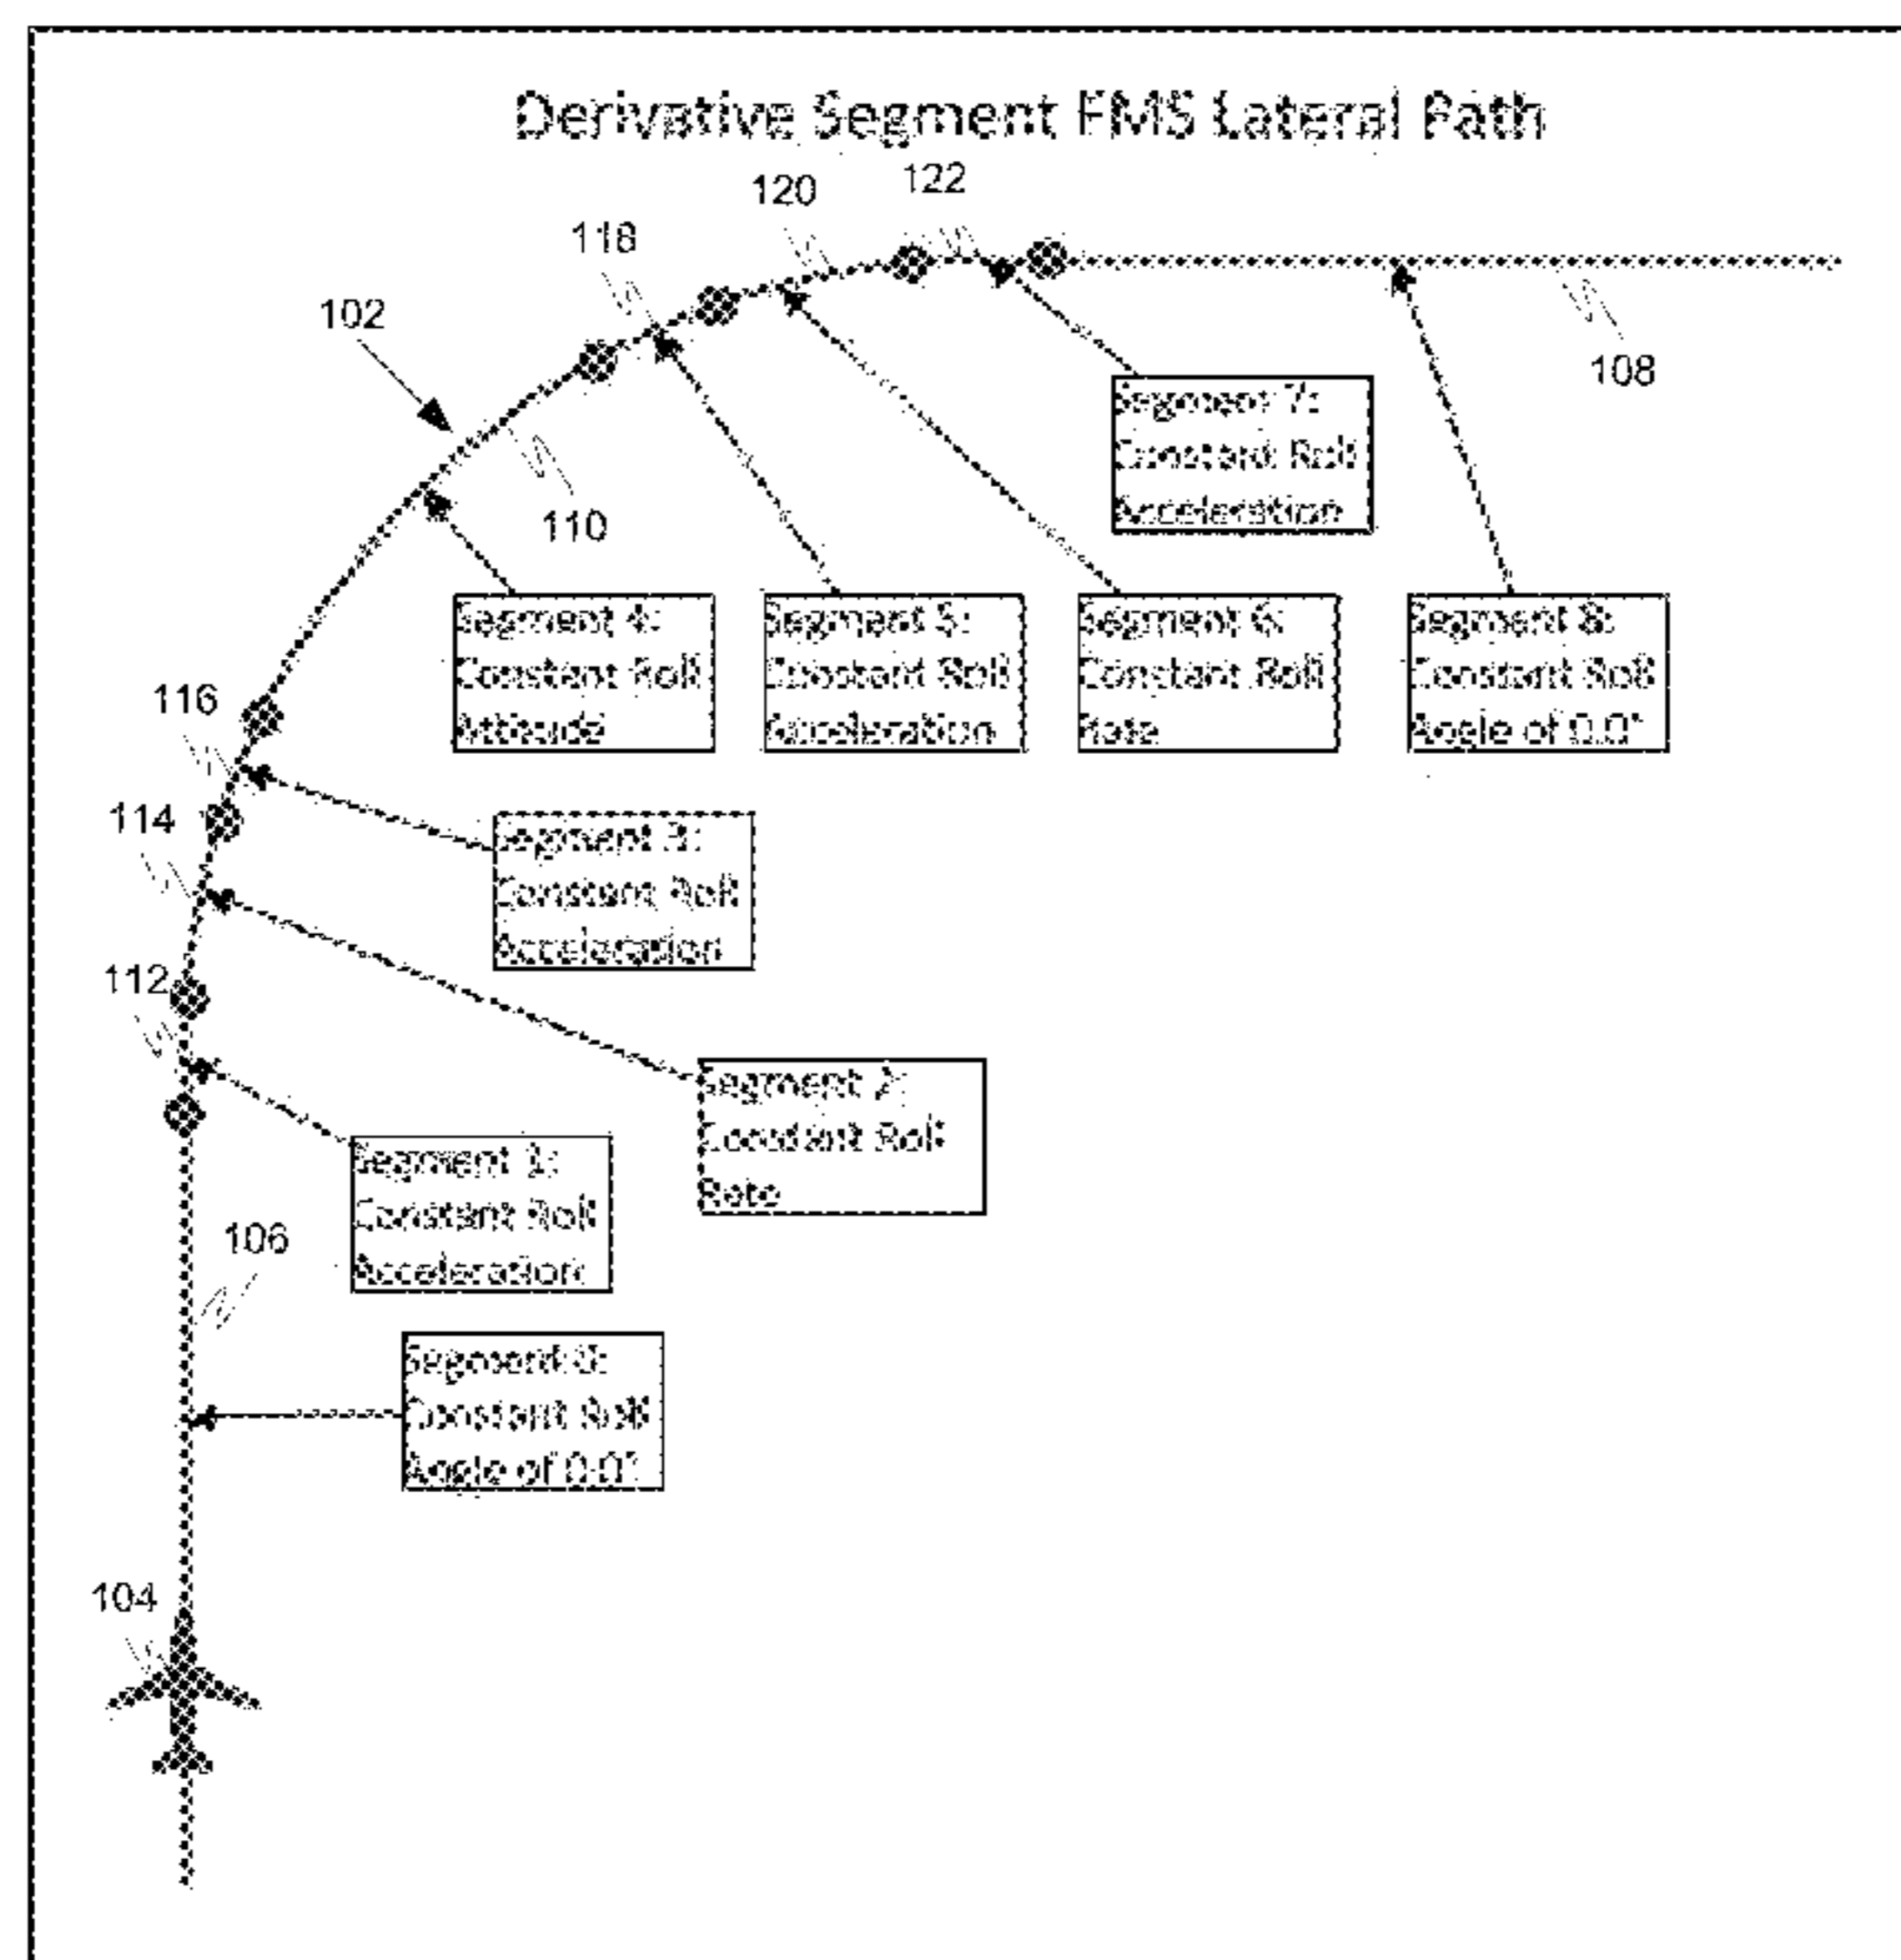 Derivative Segment FMS Lateral Path
122
120
118
102
108
Segment 7:
Constant Roll
Acceleration
110
Segment 4:
Constant Roll
Attitude
Segment 5:
Constant Roll
Acceleration
Segment 6:
Constant Roll
Rate
Segment 8:
Constant Roll
Angle of 0.0°
116
114
Segment 3:
Constant Roll
Acceleration
112
Segment 2:
Constant Roll
Rate
Segment 1:
Constant Roll
Acceleration
106
Segment 0:
Constant Roll
Angle of 0.0°
104